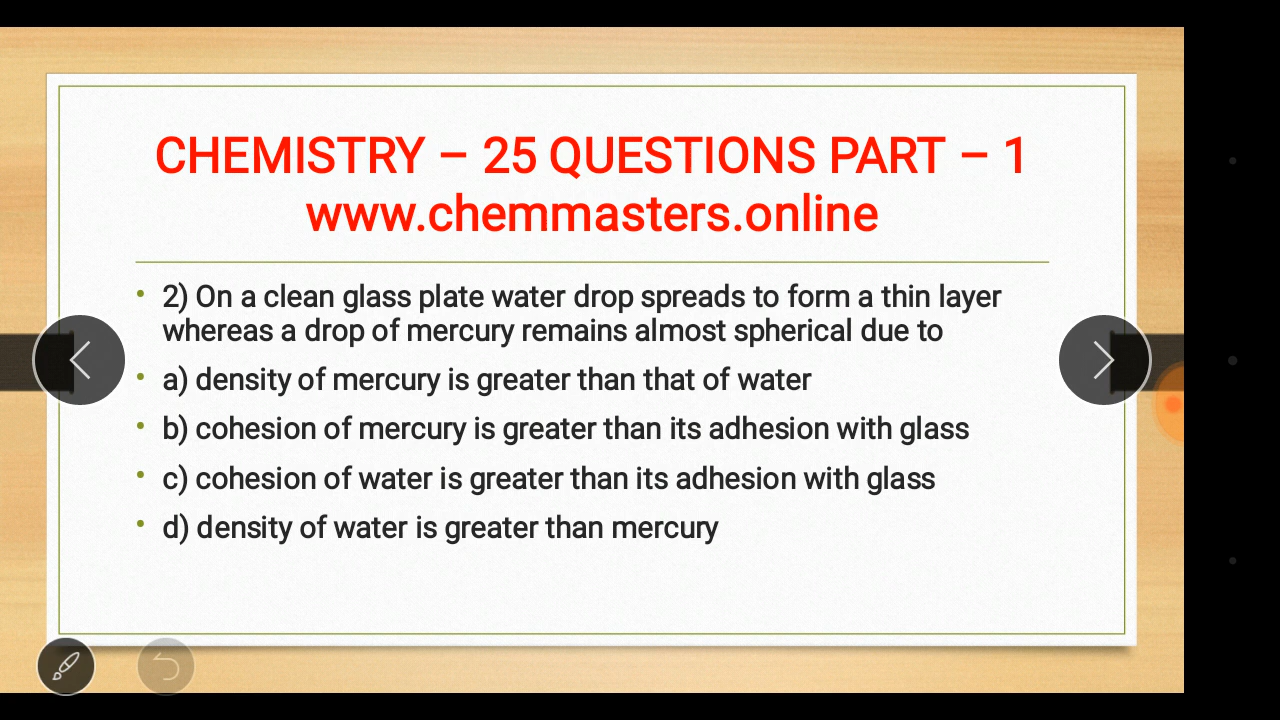 CHEMISTRY – 25 QUESTIONS PART – 1
www.chemmasters.online
• 2) On a clean glass plate water drop spreads to form a thin layer
whereas a drop of mercury remains almost spherical due to
• a) density of mercury is greater than that of water
• b) cohesion of mercury is greater than its adhesion with glass
• c) cohesion of water is greater than its adhesion with glass
• d) density of water is greater than mercury